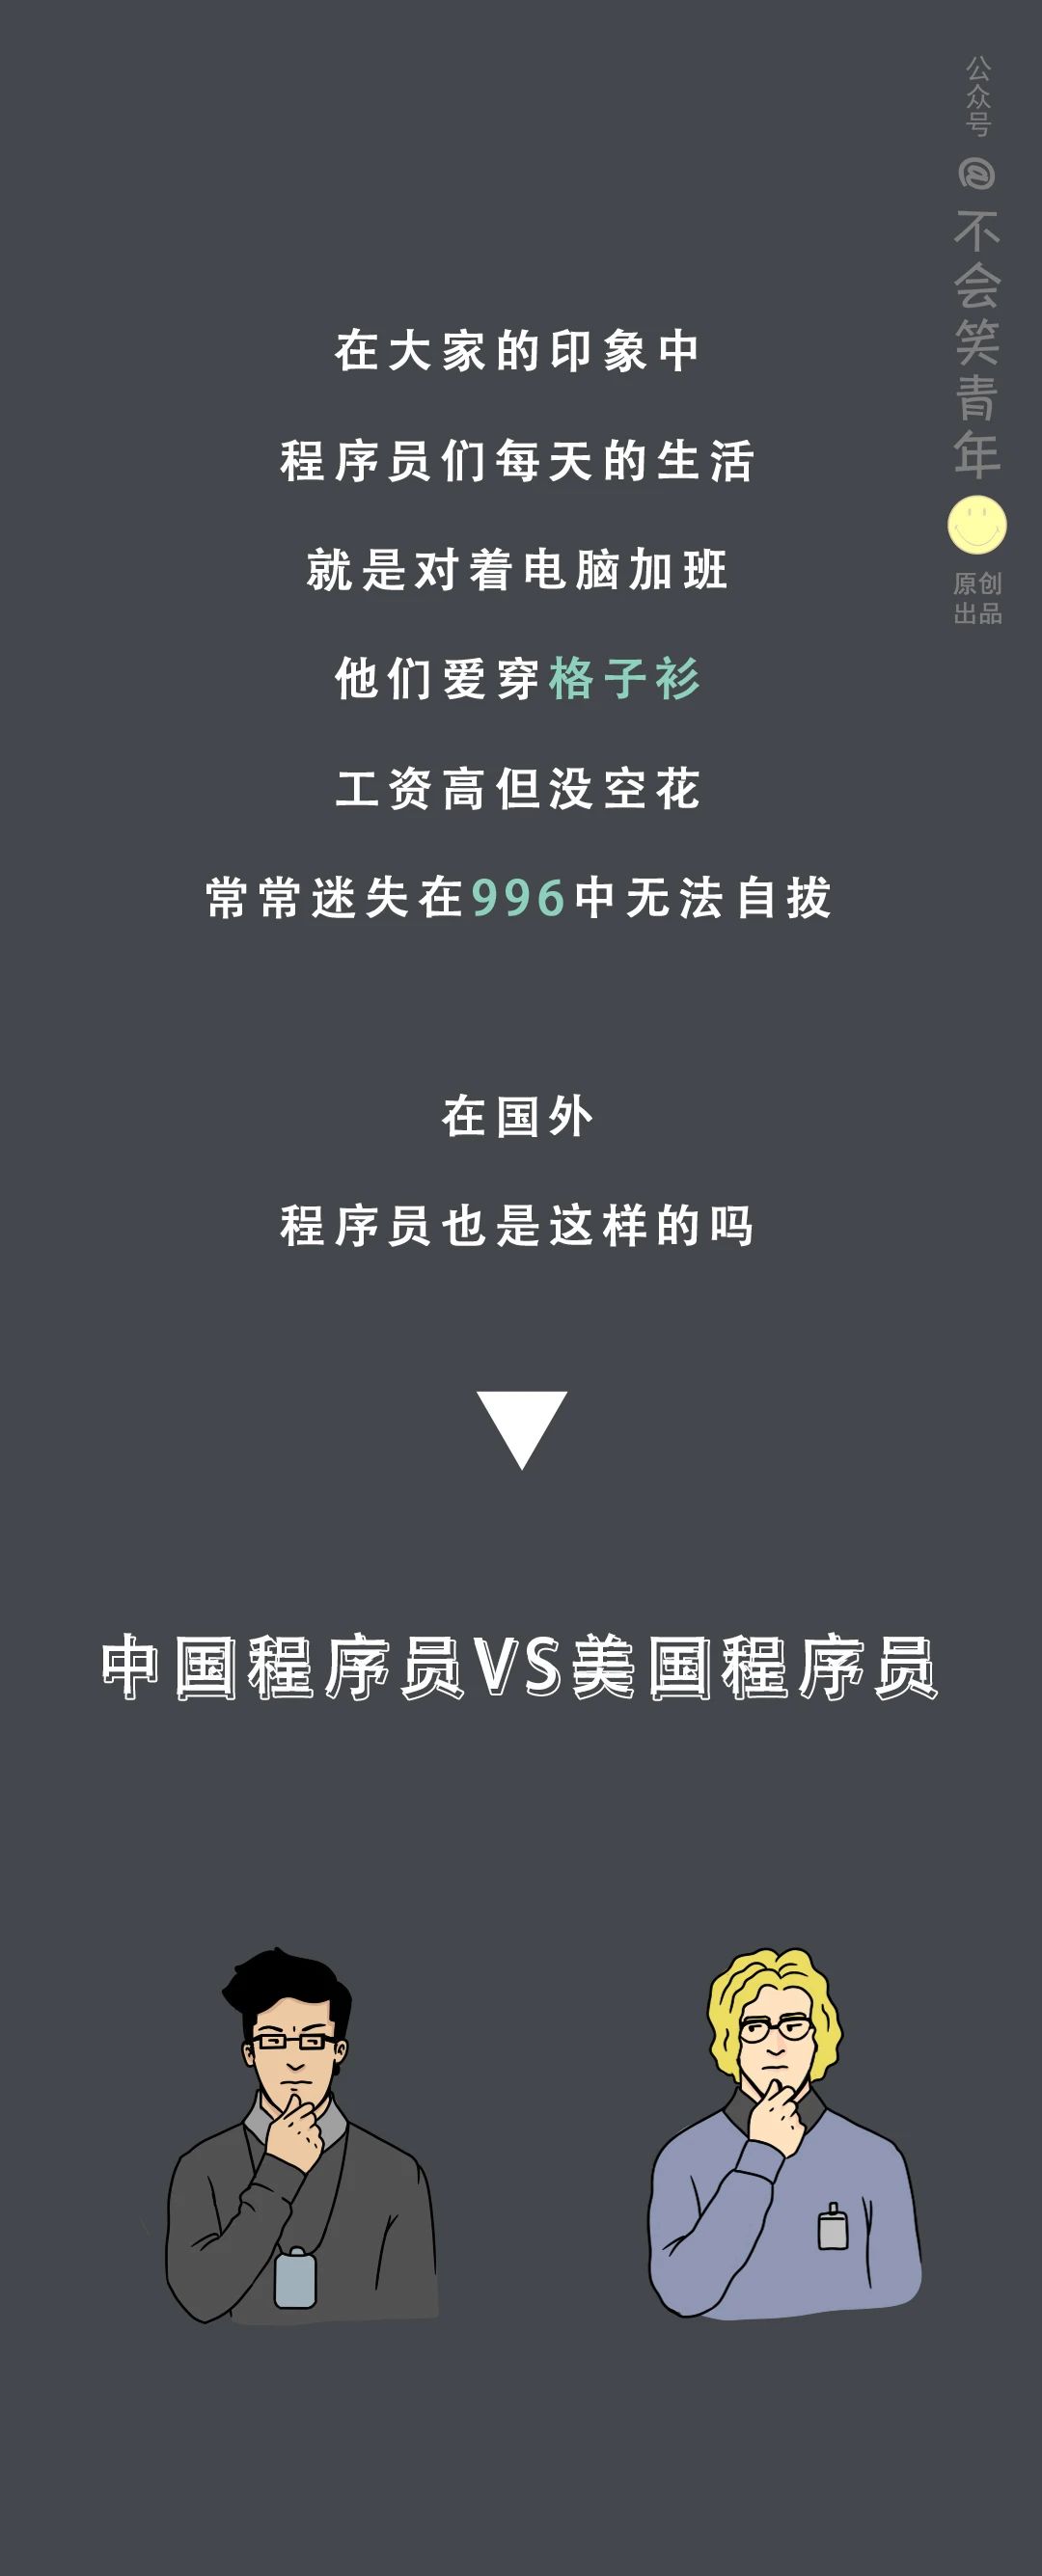 公众号
@
不会笑青年
原创
出品
在大家的印象中
程序员们每天的生活
就是对着电脑加班
他们爱穿格子衫
工资高但没空花
常常迷失在996中无法自拔
在国外
程序员也是这样的吗
中国程序员VS美国程序员